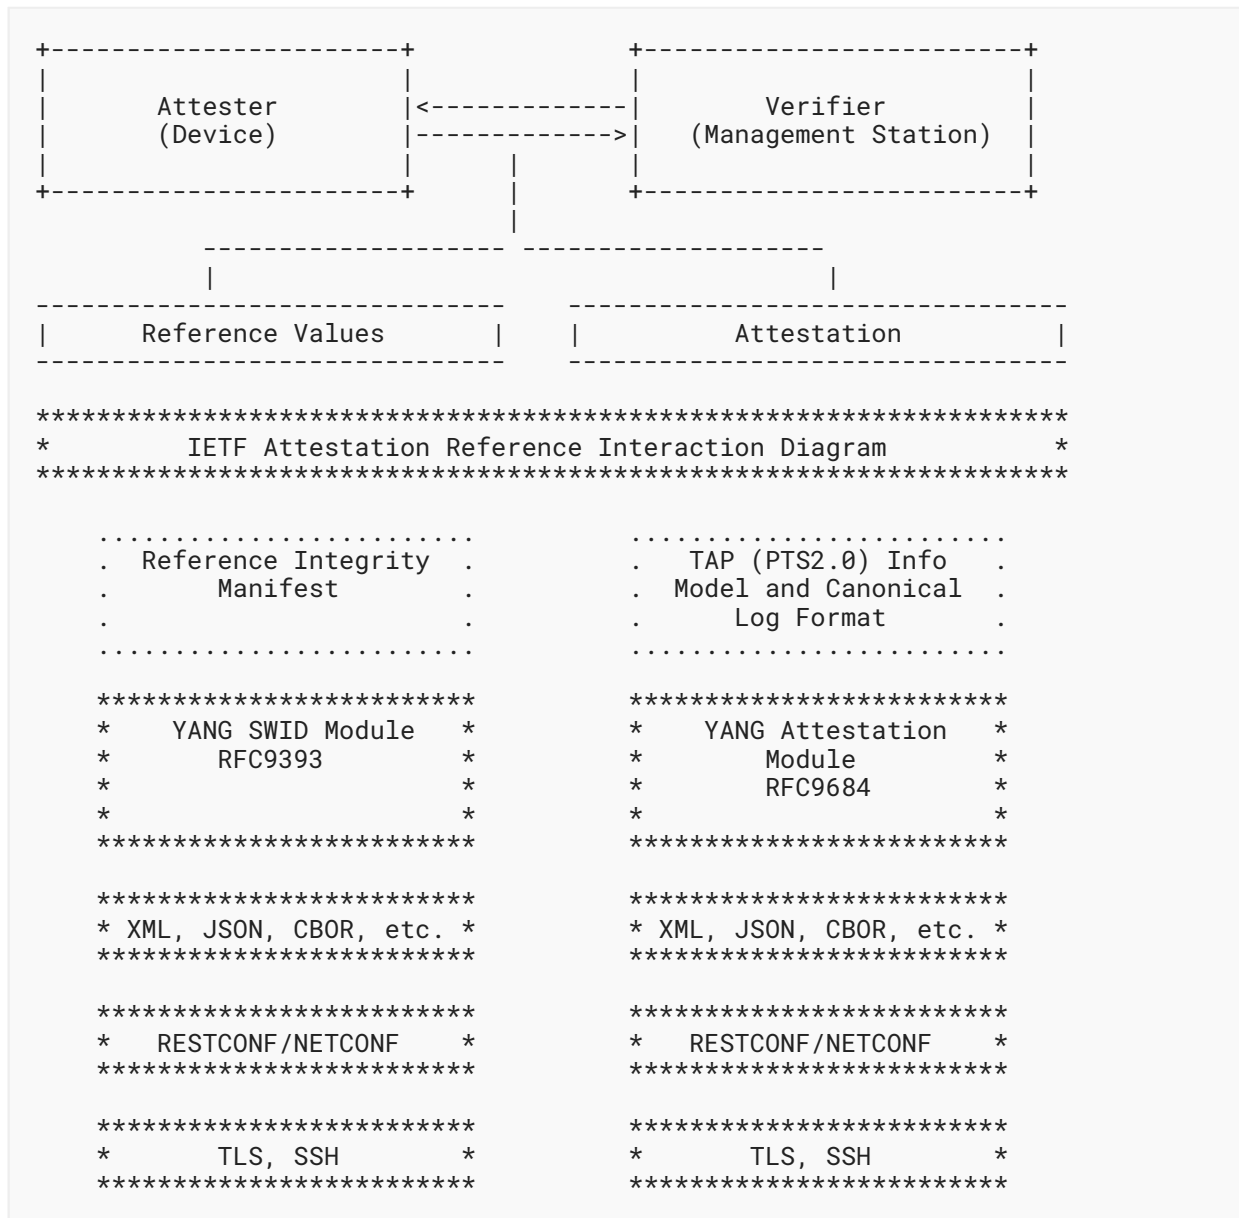 +-----------------------+              +-------------------------+
|                       |              |                         |
|       Attester        |<-------------|        Verifier         |
|       (Device)        |------------->|   (Management Station)  |
|                       |      |       |                         |
+-----------------------+      |       +-------------------------+
                               |
           -------------------- --------------------
           |                                        |
-------------------------------    ---------------------------------
|      Reference Values       |    |          Attestation          |
-------------------------------    ---------------------------------

********************************************************************
*         IETF Attestation Reference Interaction Diagram           *
********************************************************************

    .........................          .........................
    .  Reference Integrity  .          .   TAP (PTS2.0) Info   .
    .       Manifest        .          .  Model and Canonical  .
    .                       .          .      Log Format       .
    .........................          .........................

    *************************          *************************
    *    YANG SWID Module   *          *    YANG Attestation   *
    *       RFC9393         *          *        Module         *
    *                       *          *        RFC9684        *
    *                       *          *                       *
    *************************          *************************

    *************************          *************************
    * XML, JSON, CBOR, etc. *          * XML, JSON, CBOR, etc. *
    *************************          *************************

    *************************          *************************
    *   RESTCONF/NETCONF    *          *   RESTCONF/NETCONF    *
    *************************          *************************

    *************************          *************************
    *       TLS, SSH        *          *       TLS, SSH        *
    *************************          *************************